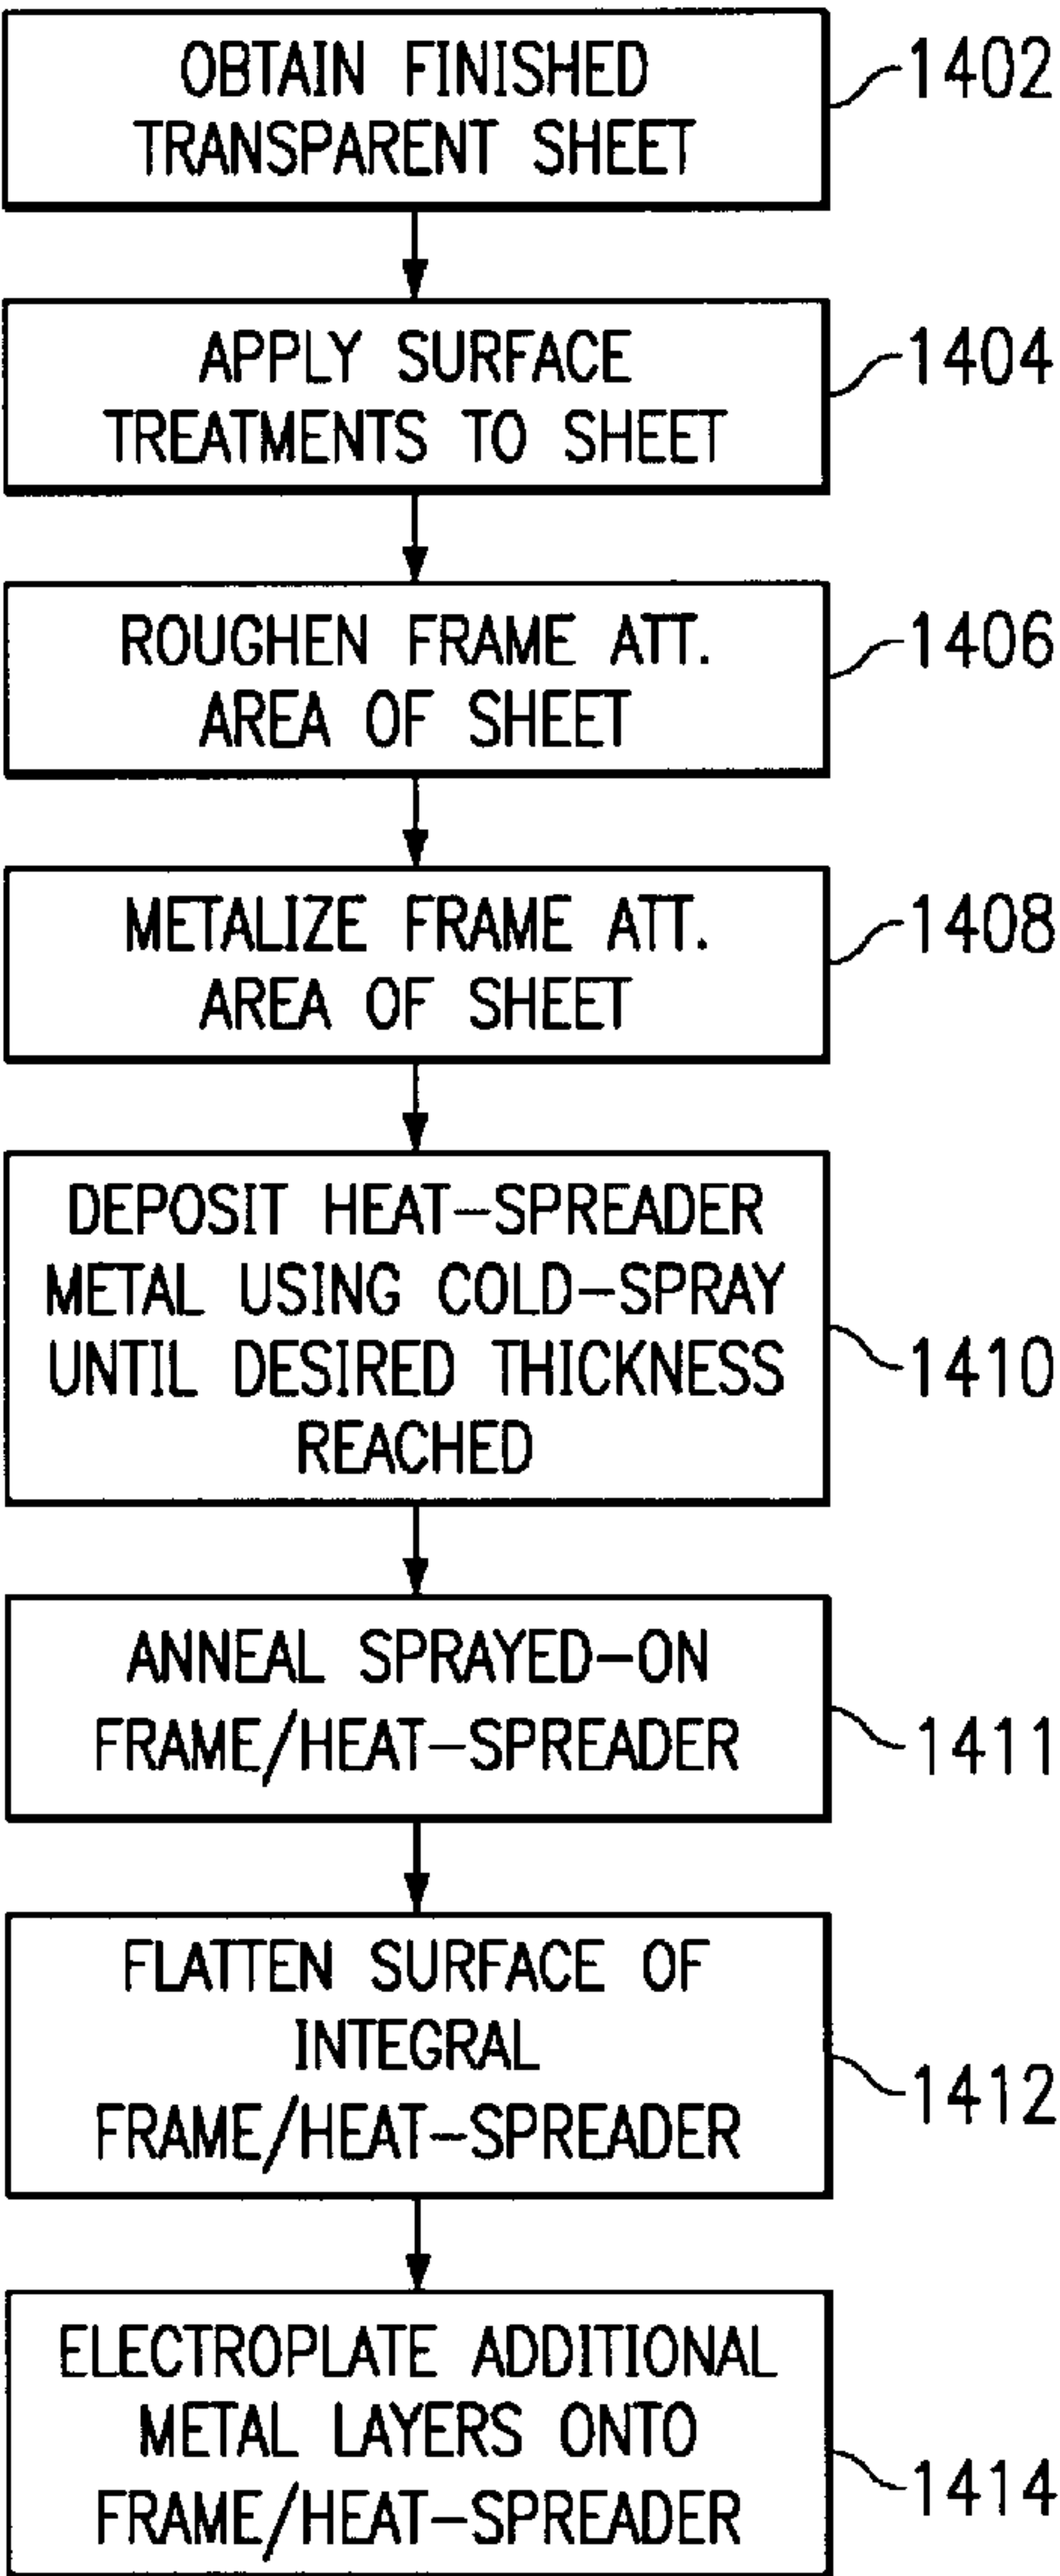 OBTAIN FINISHED
TRANSPARENT SHEET
1402
APPLY SURFACE
TREATMENTS TO SHEET
1404
ROUGHEN FRAME ATT.
AREA OF SHEET
1406
METALIZE FRAME ATT.
AREA OF SHEET
1408
DEPOSIT HEAT-SPREADER
METAL USING COLD-SPRAY
UNTIL DESIRED THICKNESS
REACHED
1410
ANNEAL SPRAYED-ON
FRAME/HEAT-SPREADER
1411
FLATTEN SURFACE OF
INTEGRAL
FRAME/HEAT-SPREADER
1412
ELECTROPLATE ADDITIONAL
METAL LAYERS ONTO
FRAME/HEAT-SPREADER
1414